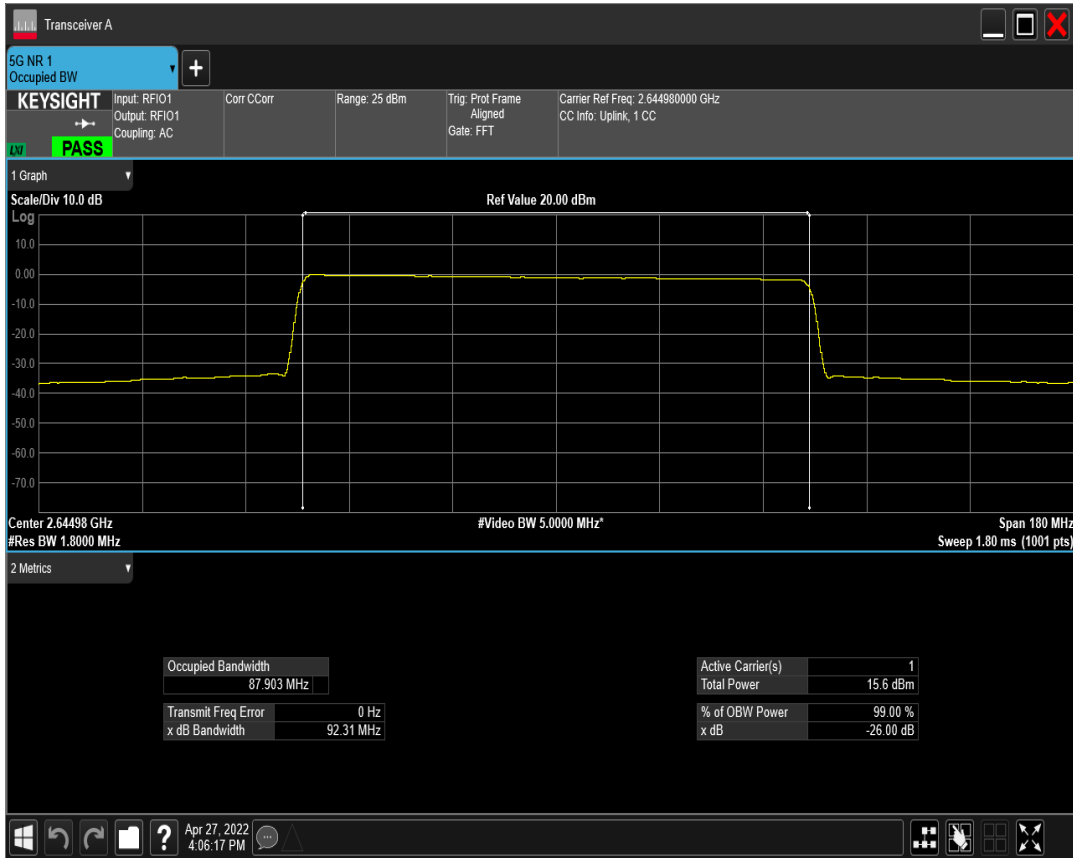 Transceiver A
5G NR 1
Occupied BW
+
KEYSIGHT
LXI
PASS
Input: RFIO1
Output: RFIO1
Coupling: AC
Corr CCorr
Range: 25 dBm
Trig: Prot Frame
Aligned
Gate: FFT
Carrier Ref Freq: 2.644980000 GHz
CC Info: Uplink, 1 CC
1 Graph
Scale/Div 10.0 dB
Ref Value 20.00 dBm
Log
10.0
0.00
-10.0
-20.0
-30.0
-40.0
-50.0
-60.0
-70.0
Center 2.64498 GHz
#Video BW 5.0000 MHz*
Span 180 MHz
#Res BW 1.8000 MHz
Sweep 1.80 ms (1001 pts)
2 Metrics
Occupied Bandwidth
87.903 MHz
Transmit Freq Error 0 Hz
x dB Bandwidth 92.31 MHz
Active Carrier(s) 1
Total Power 15.6 dBm
% of OBW Power 99.00 %
x dB -26.00 dB
?
Apr 27, 2022
4:06:17 PM